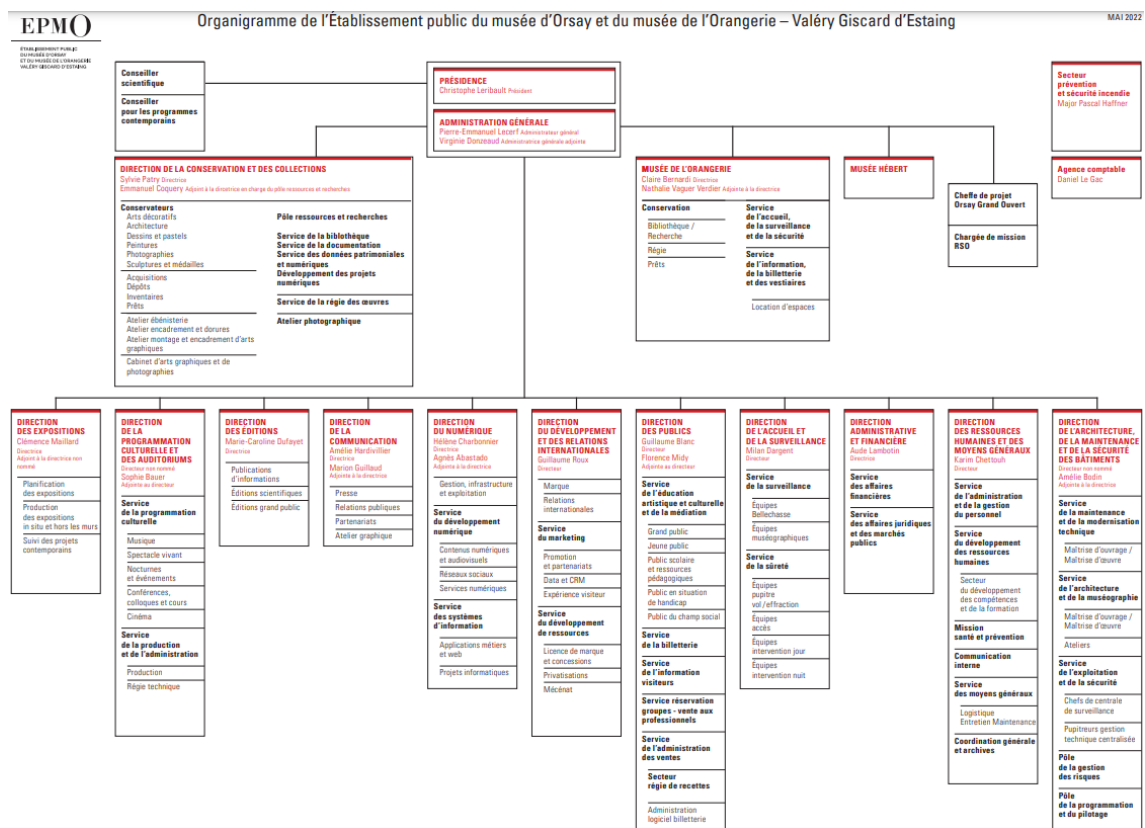 EPMO
ÉTABLISSEMENT PUBLIC
DU MUSÉE D'ORSAY
ET DU MUSÉE DE L'ORANGERIE
VALÉRY GISCARD D'ESTAING
Organigramme de l'Établissement public du musée d'Orsay et du musée de l'Orangerie – Valéry Giscard d'Estaing
MAI 2022
Conseiller
scientifique
Conseiller
pour les programmes
contemporains
PRÉSIDENCE
Christophe Leribault Président
ADMINISTRATION GÉNÉRALE
Pierre-Emmanuel Lecerf Administrateur général
Virginie Donzeaud Administratrice générale adjointe
Secteur
prévention
et sécurité incendie
Major Pascal Haffner
Agence comptable
Daniel Le Gac
DIRECTION DE LA CONSERVATION ET DES COLLECTIONS
Sylvie Patry Directrice
Emmanuel Coquery Adjoint à la directrice en charge du pôle ressources et recherches
Conservateurs
Arts décoratifs
Architecture
Dessins et pastels
Peintures
Photographies
Sculptures et médailles
Acquisitions
Dépôts
Inventaires
Prêts
Atelier ébénisterie
Atelier encadrement et dorures
Atelier montage et encadrement d'arts
graphiques
Cabinet d'arts graphiques et de
photographies
Pôle ressources et recherches
Service de la bibliothèque
Service de la documentation
Service des données patrimoniales
et numériques
Développement des projets
numériques
Service de la régie des œuvres
Atelier photographique
MUSÉE DE L'ORANGERIE
Claire Bernardi Directrice
Nathalie Vaguer Verdier Adjointe à la directrice
Conservation
Bibliothèque /
Recherche
Régie
Prêts
Service
de l'accueil,
de la surveillance
et de la sécurité
Service
de l'information,
de la billetterie
et des vestiaires
Location d'espaces
MUSÉE HÉBERT
Cheffe de projet
Orsay Grand Ouvert
Chargée de mission
RSO
DIRECTION
DES EXPOSITIONS
Clémence Maillard
Directrice
Adjoint à la directrice non
nommé
Planification
des expositions
Production
des expositions
in situ et hors les murs
Suivi des projets
contemporains
DIRECTION
DE LA
PROGRAMMATION
CULTURELLE ET
DES AUDITORIUMS
Directeur non nommé
Sophie Bauer
Adjointe au directeur
Service
de la programmation
culturelle
Musique
Spectacle vivant
Nocturnes
et événements
Conférences,
colloques et cours
Cinéma
Service
de la production
et de l'administration
Production
Régie technique
DIRECTION
DES ÉDITIONS
Marie-Caroline Dufayet
Directrice
Publications
d'informations
Éditions scientifiques
Éditions grand public
DIRECTION
DE LA
COMMUNICATION
Amélie Hardivillier
Directrice
Marion Guillaud
Adjointe à la directrice
Presse
Relations publiques
Partenariats
Atelier graphique
DIRECTION
DU NUMÉRIQUE
Hélène Charbonnier
Directrice
Agnès Abastado
Adjointe à la directrice
Gestion, infrastructure
et exploitation
Service
du développement
numérique
Contenus numériques
et audiovisuels
Réseaux sociaux
Services numériques
Service
des systèmes
d'information
Applications métiers
et web
Projets informatiques
DIRECTION
DU DÉVELOPPEMENT
ET DES RELATIONS
INTERNATIONALES
Guillaume Roux
Directeur
Marque
Relations
internationales
Service
du marketing
Promotion
et partenariats
Data et CRM
Expérience visiteur
Service
du développement
de ressources
Licence de marque
et concessions
Privatisations
Mécénat
DIRECTION
DES PUBLICS
Guillaume Blanc
Directeur
Florence Midy
Adjointe au directeur
Service
de l'éducation
artistique et culturelle
et de la médiation
Grand public
Jeune public
Public scolaire
et ressources
pédagogiques
Public en situation
de handicap
Public du champ social
Service
de la billetterie
Service
de l'information
visiteurs
Service réservation
groupes - vente aux
professionnels
Service
de l'administration
des ventes
Secteur
régie de recettes
Administration
logiciel billetterie
DIRECTION
DE L'ACCUEIL ET
DE LA SURVEILLANCE
Milan Dargent
Directeur
Service
de la surveillance
Équipes
Bellechasse
Équipes
muséographiques
Service
de la sûreté
Équipes
pupitre
vol/effraction
Équipes
accès
Équipes
intervention jour
Équipes
intervention nuit
DIRECTION
ADMINISTRATIVE
ET FINANCIÈRE
Aude Lambotin
Directrice
Service
des affaires
financières
Service
des affaires juridiques
et des marchés
publics
DIRECTION
DES RESSOURCES
HUMAINES ET DES
MOYENS GÉNÉRAUX
Karim Chettouh
Directeur
Service
de l'administration
et de la gestion
du personnel
Service
du développement
des ressources
humaines
Secteur
du développement
des compétences
et de la formation
Mission
santé et prévention
Communication
interne
Service
des moyens généraux
Logistique
Entretien Maintenance
Coordination générale
et archives
DIRECTION
DE L'ARCHITECTURE,
DE LA MAINTENANCE
ET DE LA SÉCURITÉ
DES BÂTIMENTS
Directeur non nommé
Amélie Bodin
Adjointe à la directrice
Service
de la maintenance
et de la modernisation
technique
Maîtrise d'ouvrage /
Maîtrise d'œuvre
Service
de l'architecture
et de la muséographie
Maîtrise d'ouvrage /
Maîtrise d'œuvre
Ateliers
Service
de l'exploitation
et de la sécurité
Chefs de centrale
de surveillance
Pupitreurs gestion
technique centralisée
Pôle
de la gestion
des risques
Pôle
de la programmation
et du pilotage